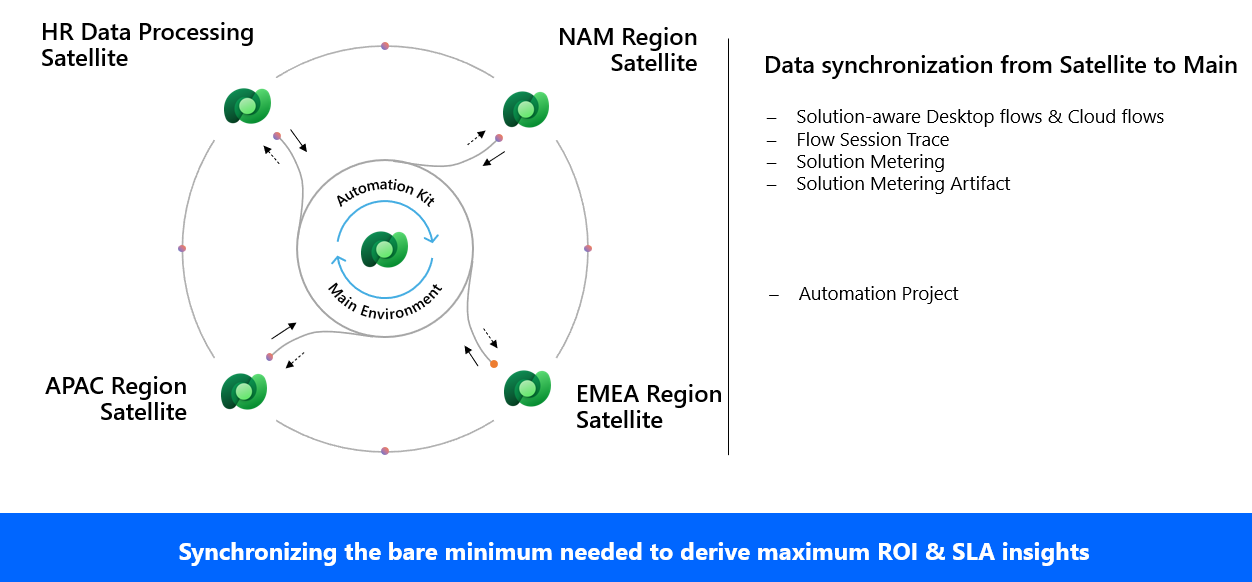 HR Data Processing
Satellite
NAM Region
Satellite
Automation Kit
Main Environment
APAC Region
Satellite
EMEA Region
Satellite
Data synchronization from Satellite to Main
– Solution-aware Desktop flows & Cloud flows
– Flow Session Trace
– Solution Metering
– Solution Metering Artifact
– Automation Project
Synchronizing the bare minimum needed to derive maximum ROI & SLA insights